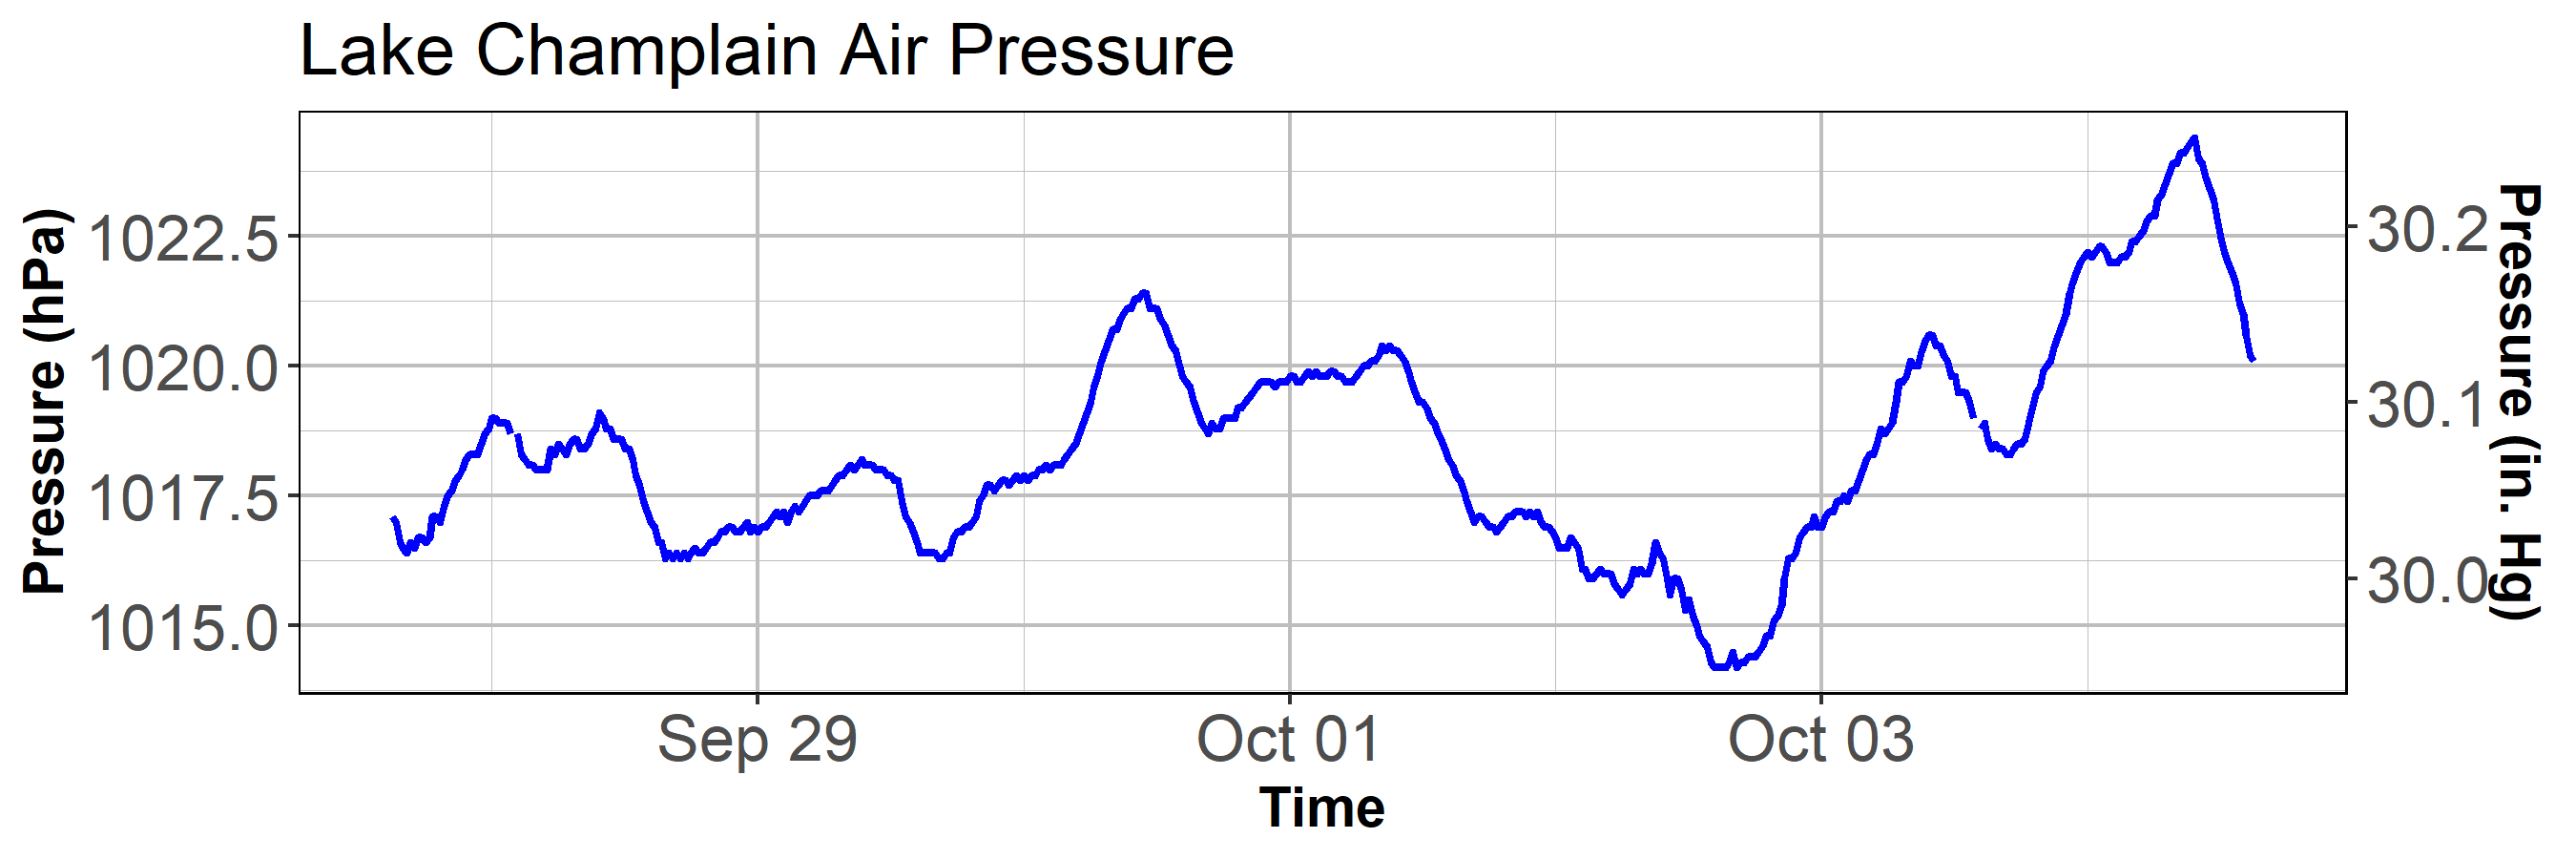 Lake Champlain Air Pressure
Pressure (hPa)
1022.5
1020.0
1017.5
1015.0
30.2
30.1
30.0
Pressure (in. Hg)
Sep 29
Oct 01
Oct 03
Time